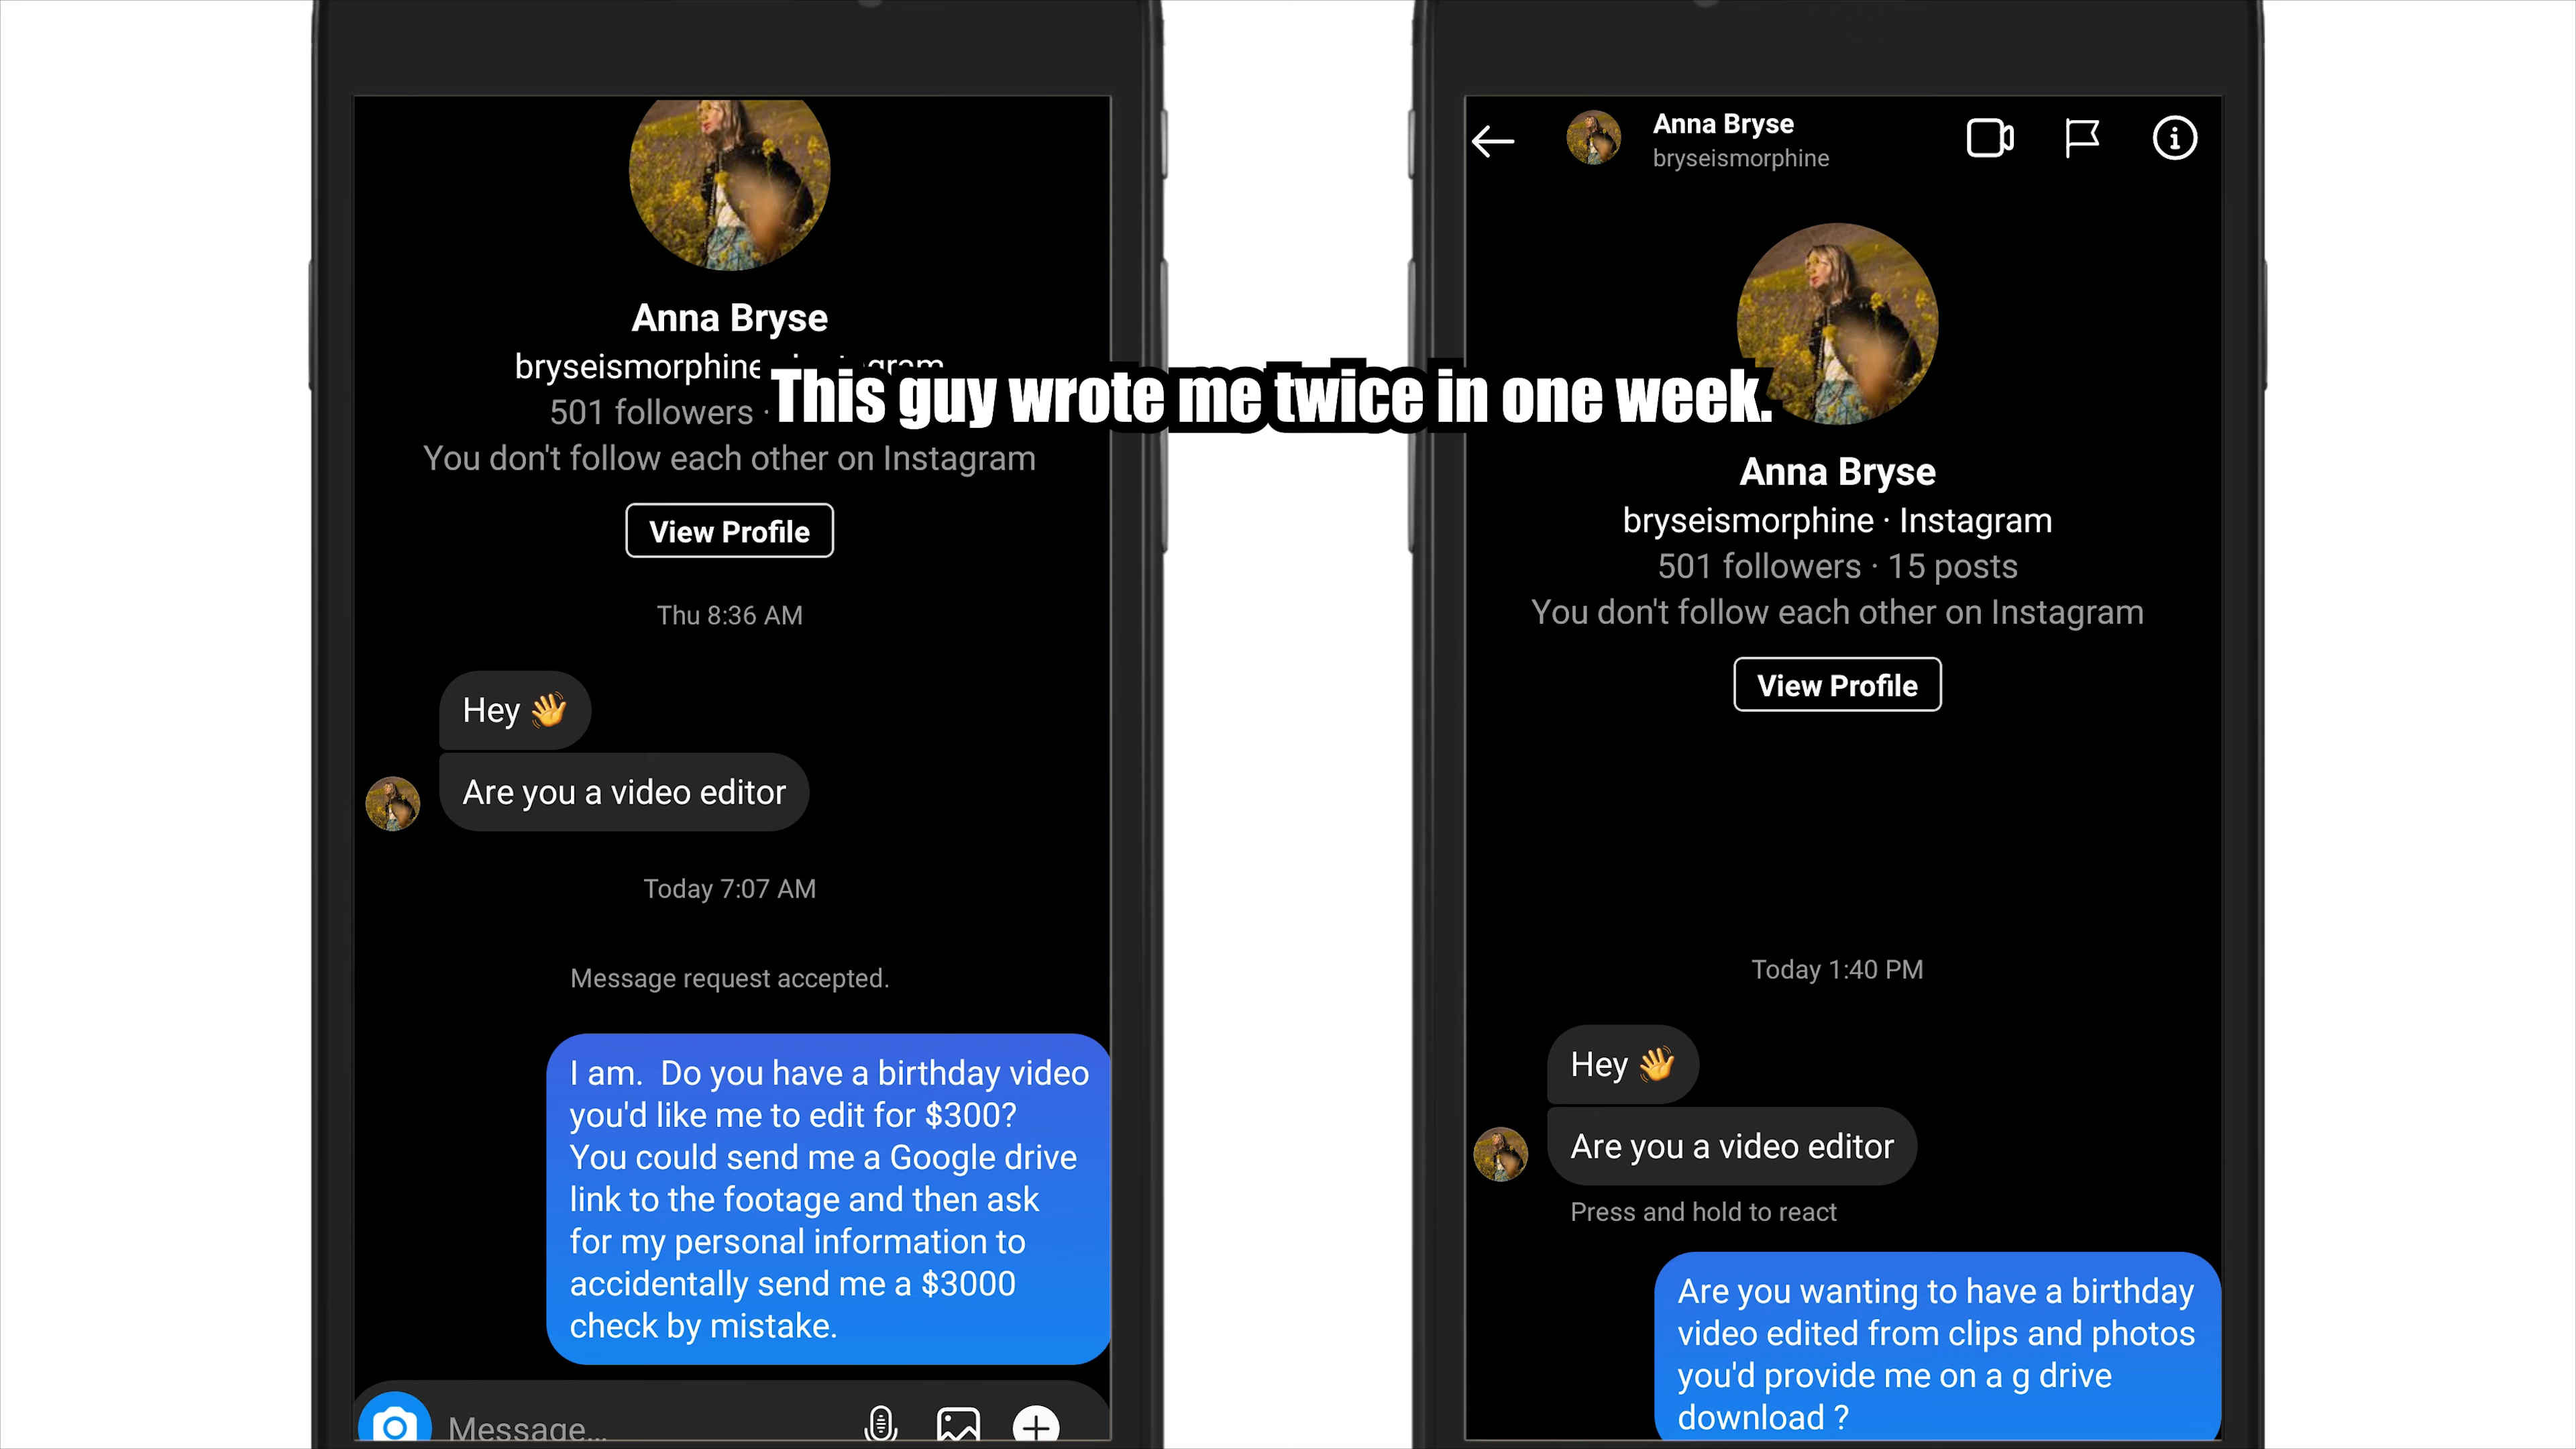 Anna Bryse
bryseismorphine
501 followers ·
You don't follow each other on Instagram
View Profile
Thu 8:36 AM
Hey 👋
Are you a video editor
Today 7:07 AM
Message request accepted.
I am. Do you have a birthday video
you'd like me to edit for $300?
You could send me a Google drive
link to the footage and then ask
for my personal information to
accidentally send me a $3000
check by mistake.
Message...
This guy wrote me twice in one week.
Anna Bryse
bryseismorphine
Anna Bryse
bryseismorphine · Instagram
501 followers · 15 posts
You don't follow each other on Instagram
View Profile
Today 1:40 PM
Hey 👋
Are you a video editor
Press and hold to react
Are you wanting to have a birthday
video edited from clips and photos
you'd provide me on a g drive
download ?